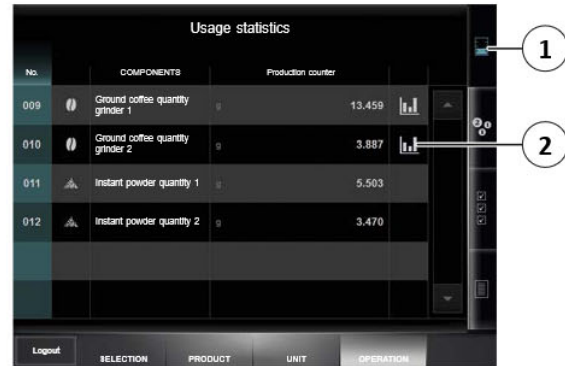 Usage statistics
1
No. COMPONENTS Production counter
009 Ground coffee quantity
grinder 1 g 13.459
010 Ground coffee quantity
grinder 2 g 3.887
2
011 Instant powder quantity 1 g 5.503
012 Instant powder quantity 2 g 3.470
Logout SELECTION PRODUCT UNIT OPERATION